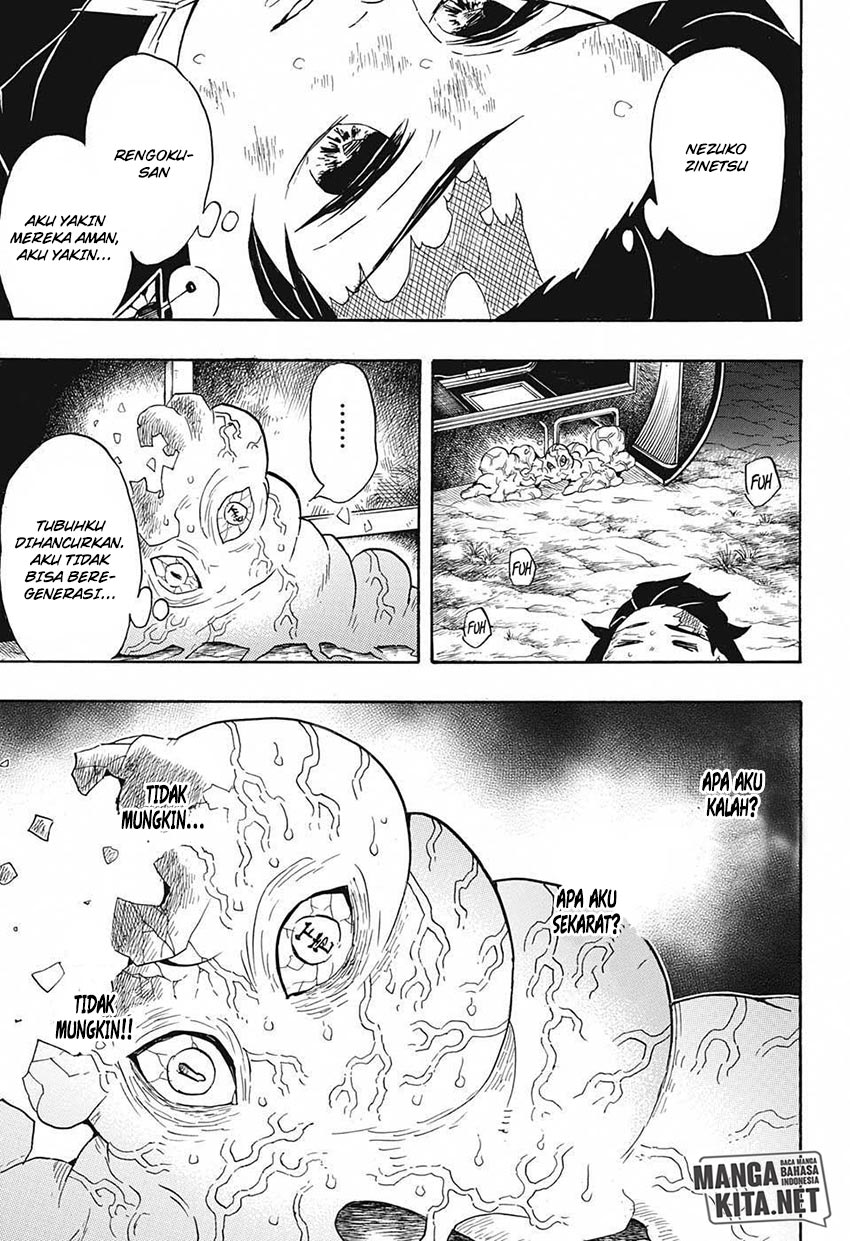 NEZUKO
ZINETSU
RENGOKU-
SAN
AKU YAKIN
MEREKA AMAN,
AKU YAKIN...
FUH
FUH
FUH
TUBUHKU
DIHANCURKAN.
AKU TIDAK
BISA BERE-
GENERASI...
APA AKU
KALAH?
APA AKU
SEKARAT?
TIDAK
MUNGKIN...
TIDAK
MUNGKIN!!
MANGA
KITA.NET
BACA MANGA
BAHASA
INDONESIA